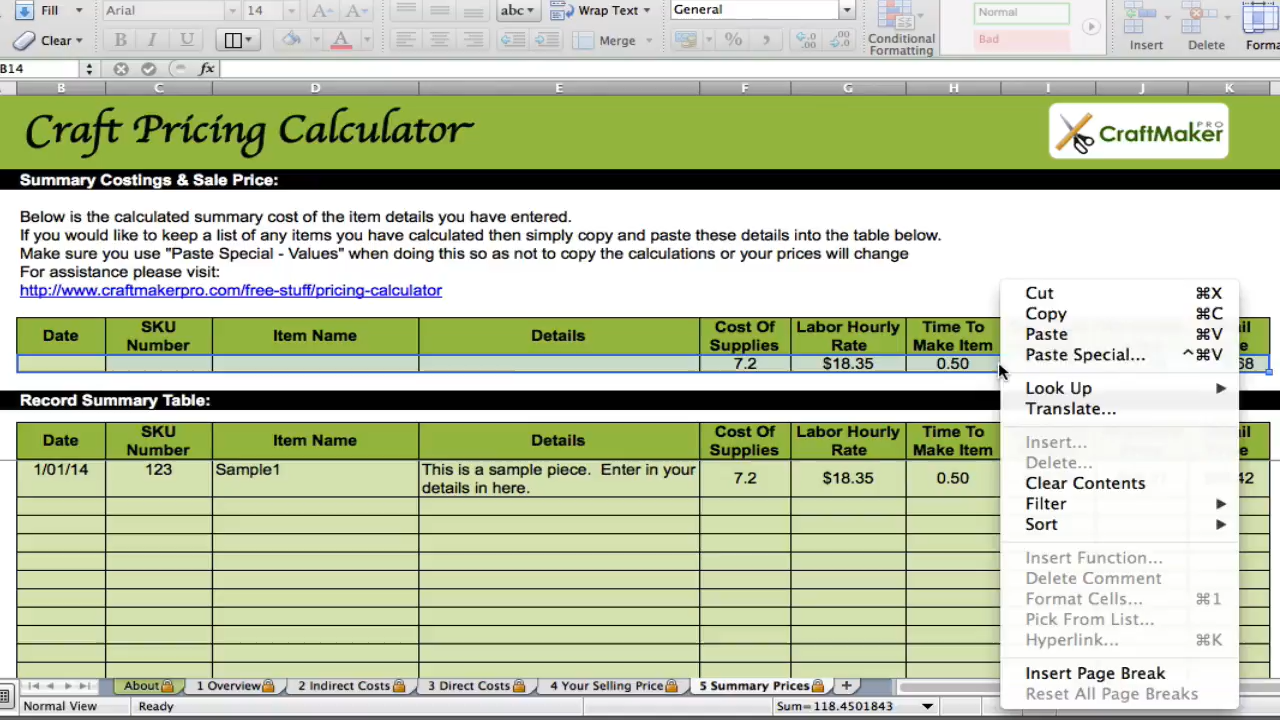 Fill Arial 14 A A abc Wrap Text General Normal
Clear B I U A Merge % , Conditional Formatting Bad Insert Delete Forma
B14 fx
B C D E F G H I J K
Craft Pricing Calculator
CraftMaker PRO
Summary Costings & Sale Price:
Below is the calculated summary cost of the item details you have entered.
If you would like to keep a list of any items you have calculated then simply copy and paste these details into the table below.
Make sure you use "Paste Special - Values" when doing this so as not to copy the calculations or your prices will change
For assistance please visit:
http://www.craftmakerpro.com/free-stuff/pricing-calculator
Date SKU Number Item Name Details Cost Of Supplies Labor Hourly Rate Time To Make Item
7.2 $18.35 0.50 68
Record Summary Table:
Date SKU Number Item Name Details Cost Of Supplies Labor Hourly Rate Time To Make Item
1/01/14 123 Sample1 This is a sample piece. Enter in your details in here. 7.2 $18.35 0.50 42
Cut ⌘X
Copy ⌘C
Paste ⌘V
Paste Special... ^⌘V
Look Up
Translate...
Insert...
Delete...
Clear Contents
Filter
Sort
Insert Function...
Delete Comment
Format Cells... ⌘1
Pick From List...
Hyperlink... ⌘K
Insert Page Break
Reset All Page Breaks
About 1 Overview 2 Indirect Costs 3 Direct Costs 4 Your Selling Price 5 Summary Prices +
Normal View Ready Sum=118.4501843